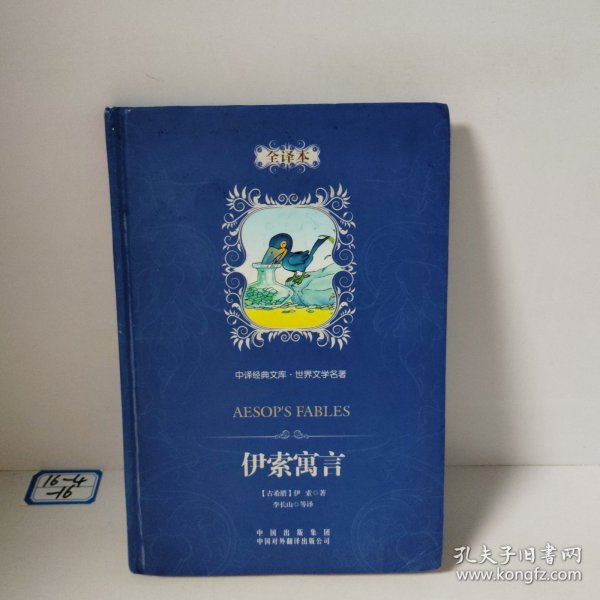 全译本
中译经典文库·世界文学名著
AESOP'S FABLES
伊索寓言
【古希腊】伊 索◎著
李长山◎等译
中国出版集团
中国对外翻译出版公司
16-4
-16
孔夫子旧书网
www.kongfz.com